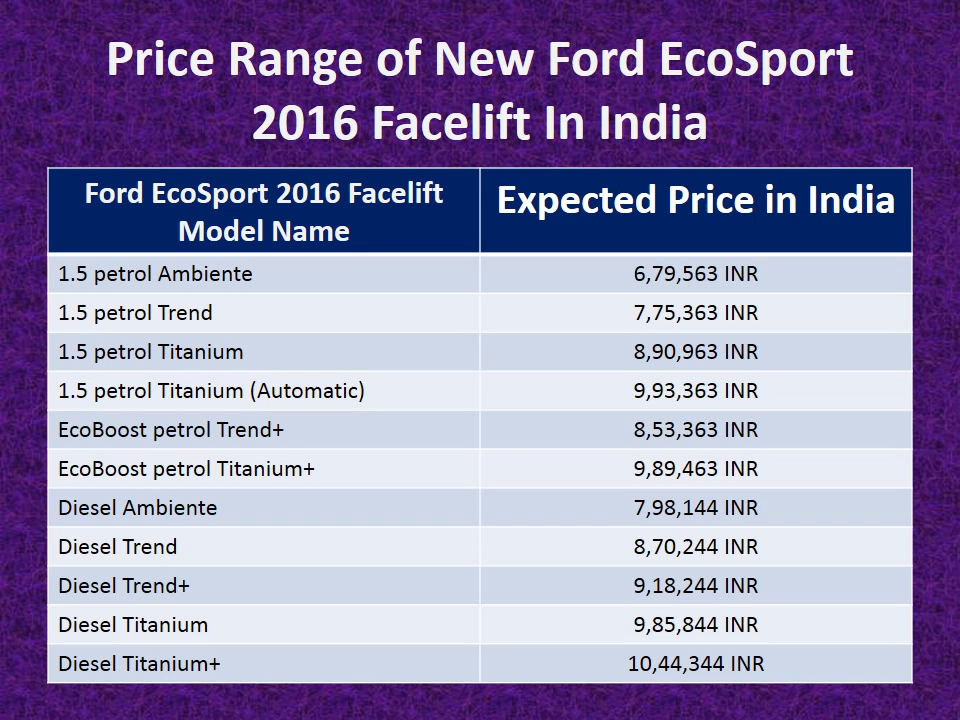 Price Range of New Ford EcoSport
2016 Facelift In India
Ford EcoSport 2016 Facelift
Model Name
Expected Price in India
1.5 petrol Ambiente 6,79,563 INR
1.5 petrol Trend 7,75,363 INR
1.5 petrol Titanium 8,90,963 INR
1.5 petrol Titanium (Automatic) 9,93,363 INR
EcoBoost petrol Trend+ 8,53,363 INR
EcoBoost petrol Titanium+ 9,89,463 INR
Diesel Ambiente 7,98,144 INR
Diesel Trend 8,70,244 INR
Diesel Trend+ 9,18,244 INR
Diesel Titanium 9,85,844 INR
Diesel Titanium+ 10,44,344 INR